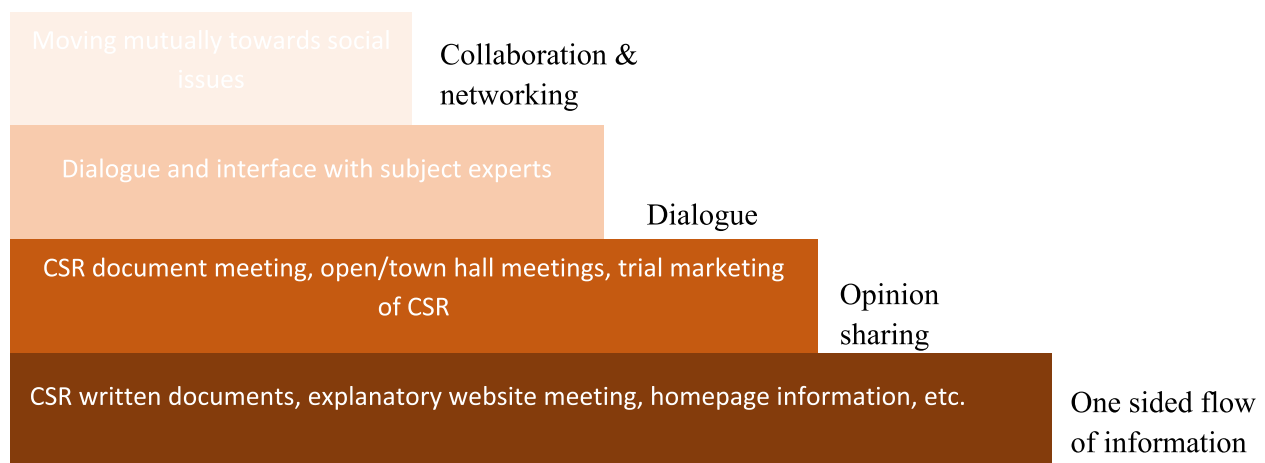 Moving mutually towards social
issues
Collaboration &
networking
Dialogue and interface with subject experts
Dialogue
CSR document meeting, open/town hall meetings, trial marketing
of CSR
Opinion
sharing
CSR written documents, explanatory website meeting, homepage information, etc.
One sided flow
of information